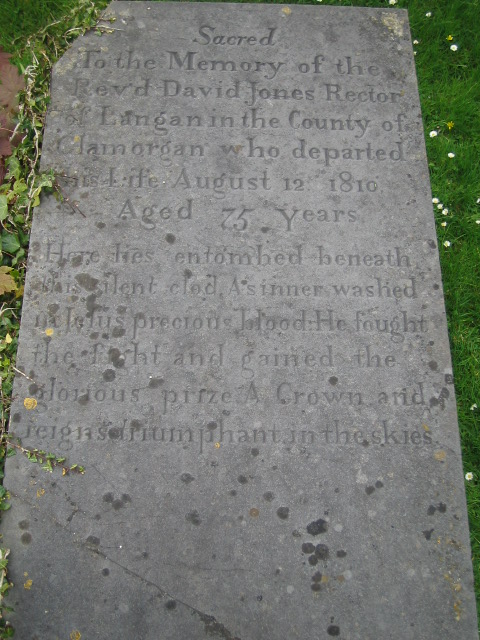 Sacred
To the Memory of the
Rev'd David Jones Rector
of Langan in the County of
Glamorgan who departed
his Life August 12 1810
Aged 75 Years
Here lies entombed beneath
this silent clod, A sinner washed
in Jesus precious blood: He fought
the fight and gained the
glorious prize A Crown and
reigns triumphant in the skies